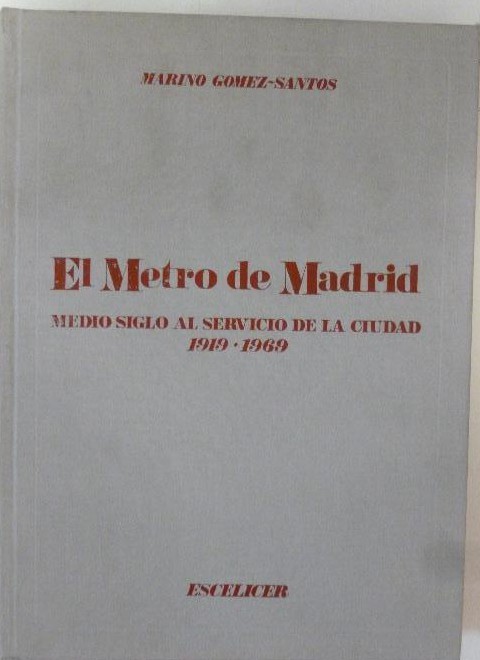 MARINO GOMEZ-SANTOS
El Metro de Madrid
MEDIO SIGLO AL SERVICIO DE LA CIUDAD
1919 · 1969
ESCELICER